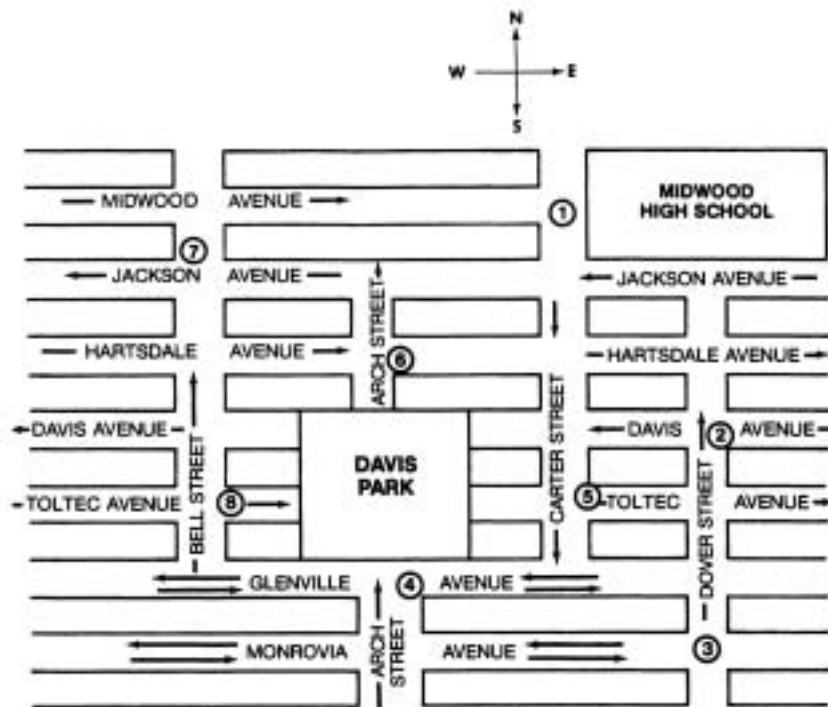 N
W E
S
MIDWOOD AVENUE
①
MIDWOOD
HIGH SCHOOL
⑦
JACKSON AVENUE
JACKSON AVENUE
ARCH STREET
HARTSDALE AVENUE
⑥
HARTSDALE AVENUE
DAVIS AVENUE
BELL STREET
DAVIS
PARK
CARTER STREET
DAVIS ② AVENUE
TOLTEC AVENUE
⑧
⑤
TOLTEC AVENUE
DOVER STREET
GLENVILLE ④ AVENUE
MONROVIA AVENUE
ARCH
STREET
③